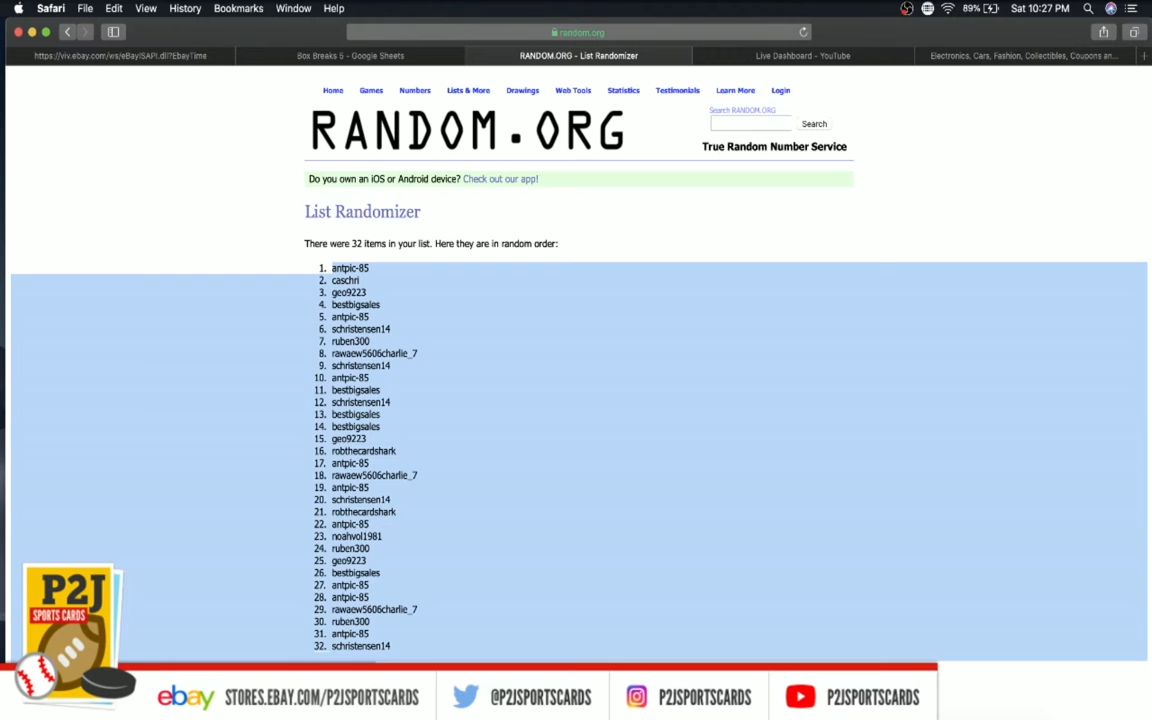 Safari File Edit View History Bookmarks Window Help 89% Sat 10:27 PM
random.org
https://viv.ebay.com/ws/eBayISAPI.dll?EbayTime Box Breaks 5 - Google Sheets RANDOM.ORG - List Randomizer Live Dashboard - YouTube Electronics, Cars, Fashion, Collectibles, Coupons an...
Home Games Numbers Lists & More Drawings Web Tools Statistics Testimonials Learn More Login
Search RANDOM.ORG
RANDOM.ORG
Search
True Random Number Service
Do you own an iOS or Android device? Check out our app!
List Randomizer
There were 32 items in your list. Here they are in random order:
1. antpic-85
2. caschri
3. geo9223
4. bestbigsales
5. antpic-85
6. schristensen14
7. ruben300
8. rawaew5606charlie_7
9. schristensen14
10. antpic-85
11. bestbigsales
12. schristensen14
13. bestbigsales
14. bestbigsales
15. geo9223
16. robthecardshark
17. antpic-85
18. rawaew5606charlie_7
19. antpic-85
20. schristensen14
21. robthecardshark
22. antpic-85
23. noahvol1981
24. ruben300
25. geo9223
26. bestbigsales
27. antpic-85
28. antpic-85
29. rawaew5606charlie_7
30. ruben300
31. antpic-85
32. schristensen14
P2J
SPORTS CARDS
ebay STORES.EBAY.COM/P2JSPORTSCARDS @P2JSPORTSCARDS P2JSPORTSCARDS P2JSPORTSCARDS